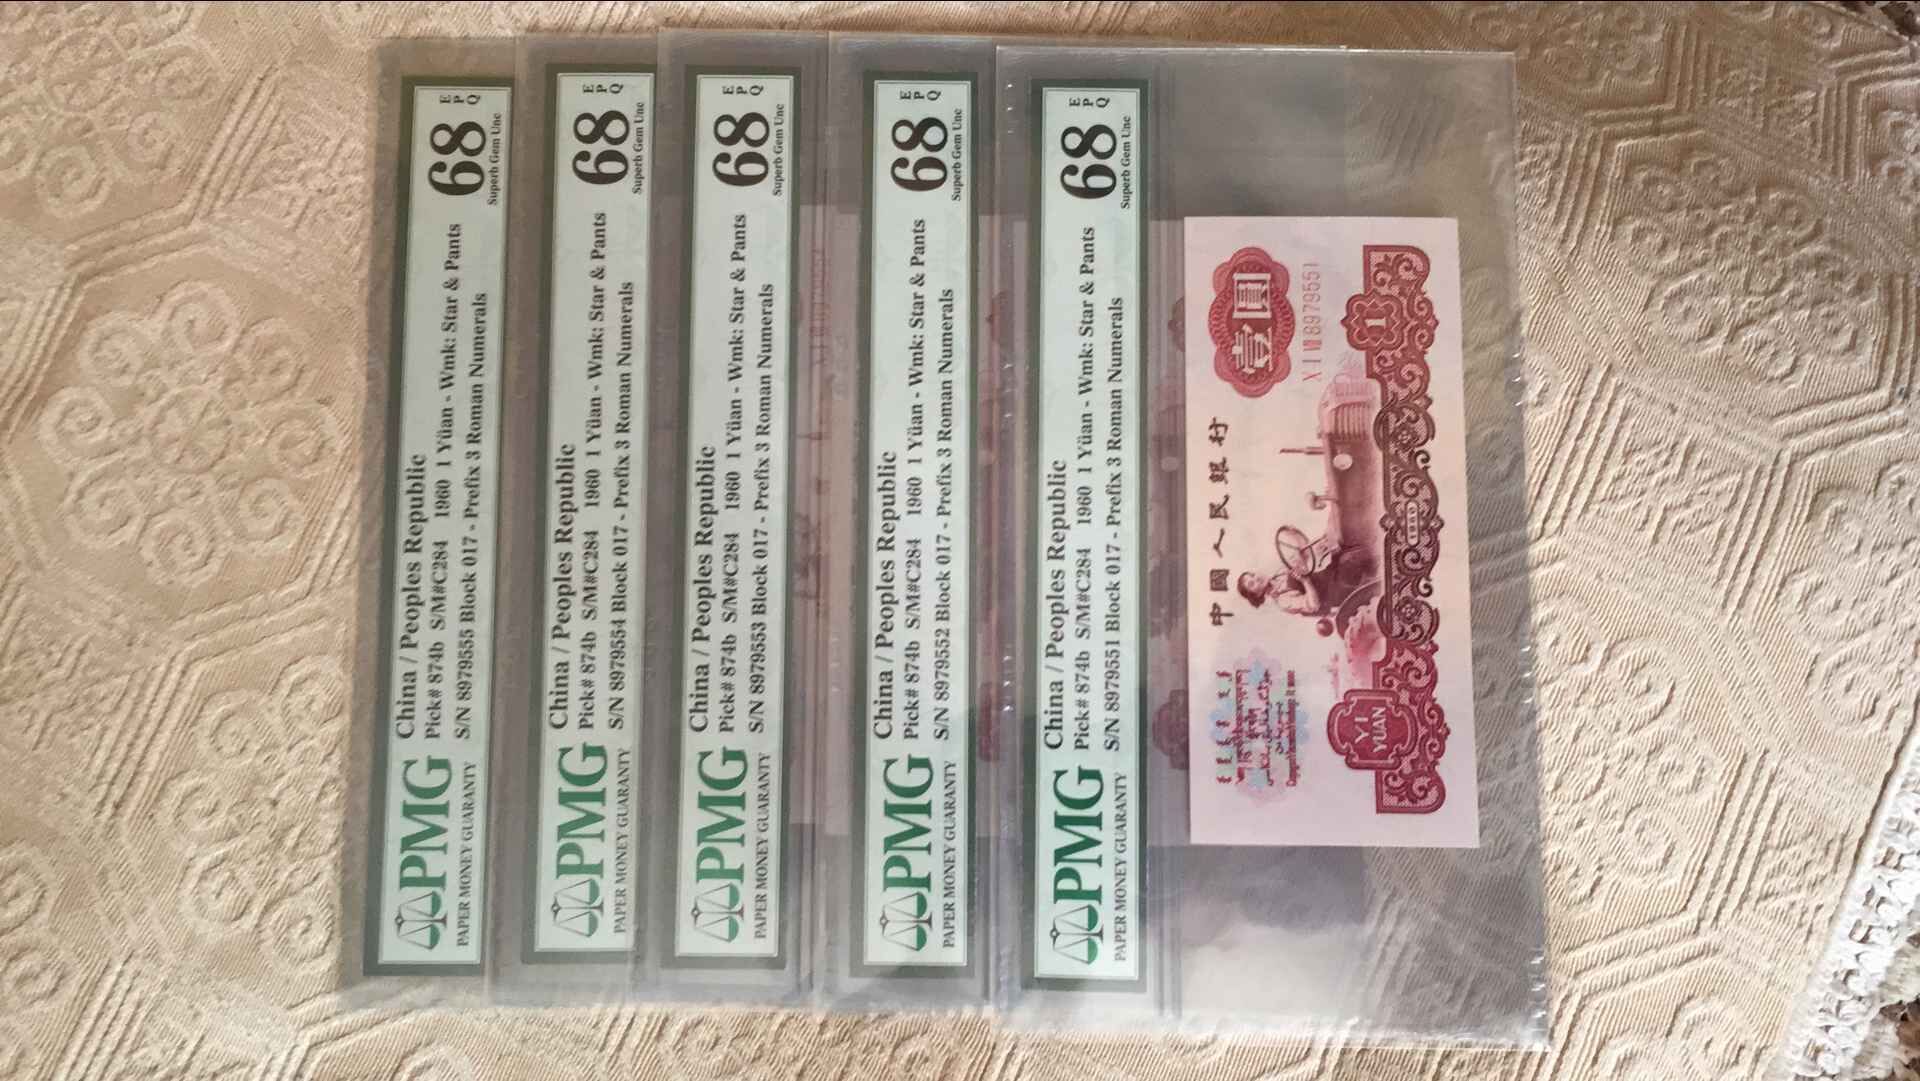 PMG
PAPER MONEY GUARANTY
China / Peoples Republic
Pick# 874b S/M#C284 1960 1 Yüan - Wmk: Star & Pants
S/N 8979555 Block 017 - Prefix 3 Roman Numerals
68
EPQ
Superb Gem Unc
PMG
PAPER MONEY GUARANTY
China / Peoples Republic
Pick# 874b S/M#C284 1960 1 Yüan - Wmk: Star & Pants
S/N 8979554 Block 017 - Prefix 3 Roman Numerals
68
EPQ
Superb Gem Unc
PMG
PAPER MONEY GUARANTY
China / Peoples Republic
Pick# 874b S/M#C284 1960 1 Yüan - Wmk: Star & Pants
S/N 8979553 Block 017 - Prefix 3 Roman Numerals
68
EPQ
Superb Gem Unc
PMG
PAPER MONEY GUARANTY
China / Peoples Republic
Pick# 874b S/M#C284 1960 1 Yüan - Wmk: Star & Pants
S/N 8979552 Block 017 - Prefix 3 Roman Numerals
68
EPQ
Superb Gem Unc
PMG
PAPER MONEY GUARANTY
China / Peoples Republic
Pick# 874b S/M#C284 1960 1 Yüan - Wmk: Star & Pants
S/N 8979551 Block 017 - Prefix 3 Roman Numerals
68
EPQ
Superb Gem Unc
中國人民銀行
壹圓
8979551
YI
YUAN
1